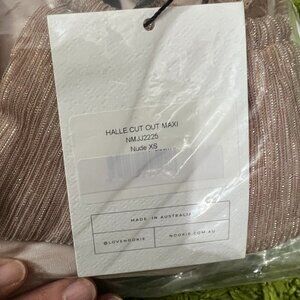 HALLE CUT OUT MAXI
NMJJ2225
Nude XS
MADE IN AUSTRALIA
@LOVENOOKIE
NOOKIE.COM.AU